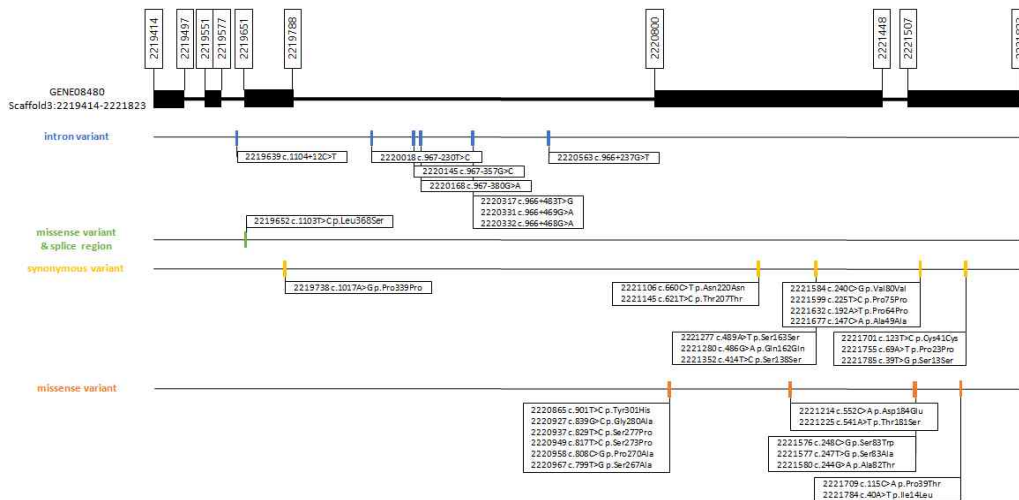 2219414
2219497
2219551
2219577
2219651
2219788
2220800
2221448
2221507
GENE08480
Scaffold3:2219414-2221823
intron variant
2219639 c.1104+12C>T
2220018 c.967-230T>C
2220563 c.966+237G>T
2220145 c.967-357G>C
2220168 c.967-380G>A
2220317 c.966+483T>G
2220331 c.966+469G>A
2220332 c.966+468G>A
2219652 c.1103T>C p.Leu368Ser
missense variant
& splice region
synonymous variant
2219738 c.1017A>G p.Pro339Pro
2221106 c.660C>T p.Asn220Asn
2221145 c.621T>C p.Thr207Thr
2221584 c.240C>G p.Val80Val
2221599 c.225T>C p.Pro75Pro
2221632 c.192A>T p.Pro64Pro
2221677 c.147C>A p.Ala49Ala
2221277 c.489A>T p.Ser163Ser
2221280 c.486G>A p.Gln162Gln
2221352 c.414T>C p.Ser138Ser
2221701 c.123T>C p.Cys41Cys
2221755 c.69A>T p.Pro23Pro
2221785 c.39T>G p.Ser13Ser
missense variant
2220865 c.901T>C p.Tyr301His
2220927 c.839G>C p.Gly280Ala
2220937 c.829T>C p.Ser277Pro
2220949 c.817T>C p.Ser273Pro
2220958 c.808C>G p.Pro270Ala
2220967 c.799T>G p.Ser267Ala
2221214 c.552C>A p.Asp184Glu
2221225 c.541A>T p.Thr181Ser
2221576 c.248C>G p.Ser83Trp
2221577 c.247T>G p.Ser83Ala
2221580 c.244G>A p.Ala82Thr
2221709 c.115C>A p.Pro39Thr
2221784 c.40A>T p.Ile14Leu